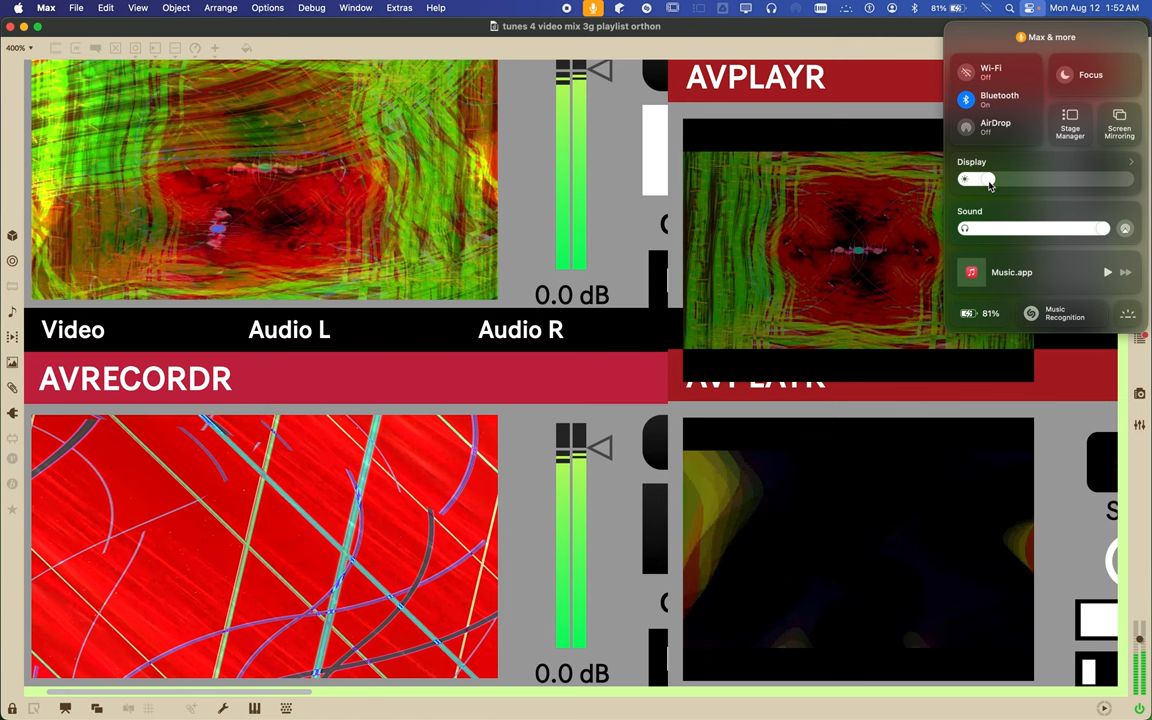 Max File Edit View Object Arrange Options Debug Window Extras Help
81% Mon Aug 12 1:52 AM
tunes 4 video mix 3g playlist orthon
400%
Max & more
Wi-Fi
Off
Bluetooth
On
AirDrop
Off
Focus
Stage
Manager
Screen
Mirroring
Display
Sound
Music.app
81%
Music
Recognition
AVPLAYR
0.0 dB
Video Audio L Audio R
AVRECORDR
AVPLAYR
0.0 dB